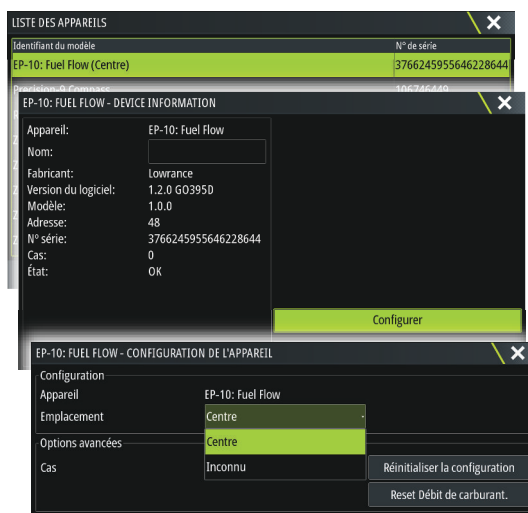 LISTE DES APPAREILS
Identifiant du modèle N° de série
EP-10: Fuel Flow (Centre) 3766245955646228644
Precision-9 Compass 106746449
EP-10: FUEL FLOW - DEVICE INFORMATION
Appareil: EP-10: Fuel Flow
Nom:
Fabricant: Lowrance
Version du logiciel: 1.2.0 GO395D
Modèle: 1.0.0
Adresse: 48
N° série: 3766245955646228644
Cas: 0
État: OK
Configurer
EP-10: FUEL FLOW - CONFIGURATION DE L'APPAREIL
Configuration
Appareil EP-10: Fuel Flow
Emplacement Centre
Centre
Options avancées
Inconnu
Cas Réinitialiser la configuration
Reset Débit de carburant.